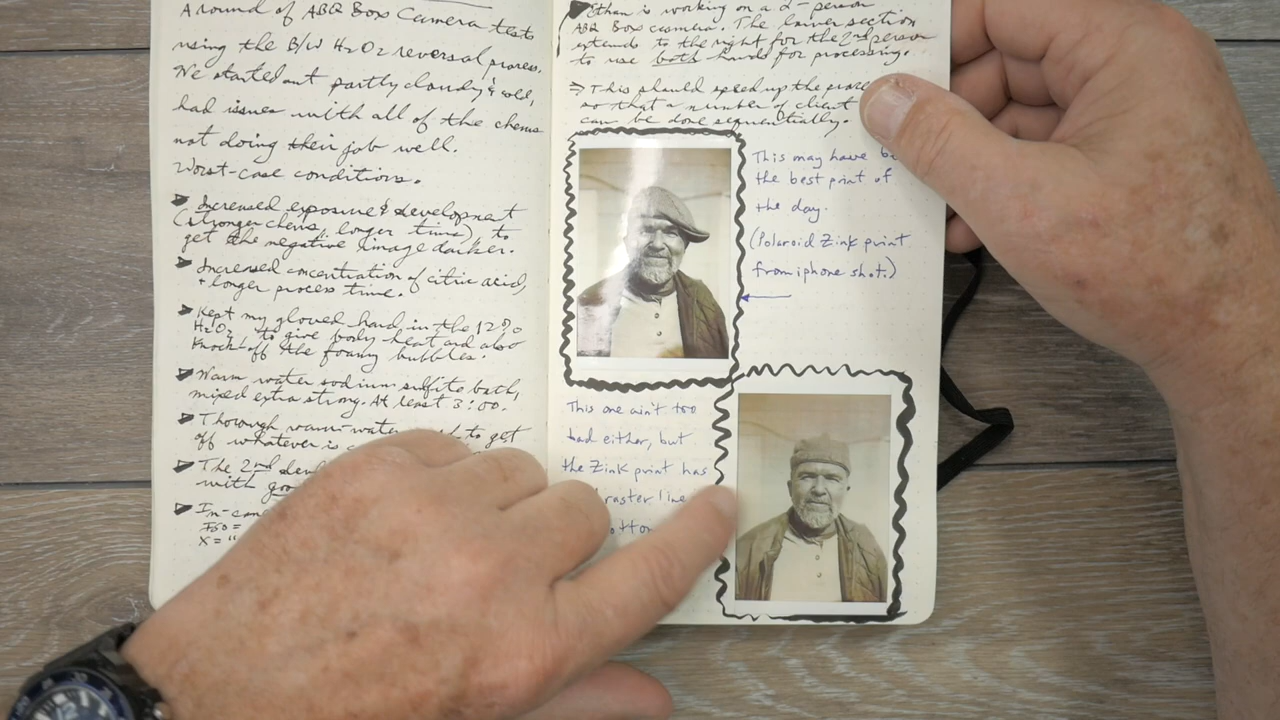 A round of ABQ Box Camera tests
using the B/W H2O2 reversal process.
We started out partly cloudy & cold,
had issues with all of the chems
not doing their job well.
Worst-case conditions.
Increased exposure & development
(stronger chems, longer time) to
get the negative image darker.
Increased concentration of citric acid,
+ longer process time.
Kept my gloved hand in the 12%
H2O2 to give body heat and also
knock off the foamy bubbles.
Warm water sodium sulfite bath,
mixed extra strong. At least 3:00.
Thorough warm-water to get
off whatever is
The 2nd
with
In-
ISO =
X = "
Ethan is working on a 2-person
ABQ Box camera. The lower section
extends to the right for the 2nd person
to use both hands for processing.
⇒ This should speed up the
so that a number of client
can be done sequentially.
This may have
the best print of
the day.
(Polaroid Zink print
from iphone shot.)
This one ain't too
bad either, but
the Zink print has
raster line